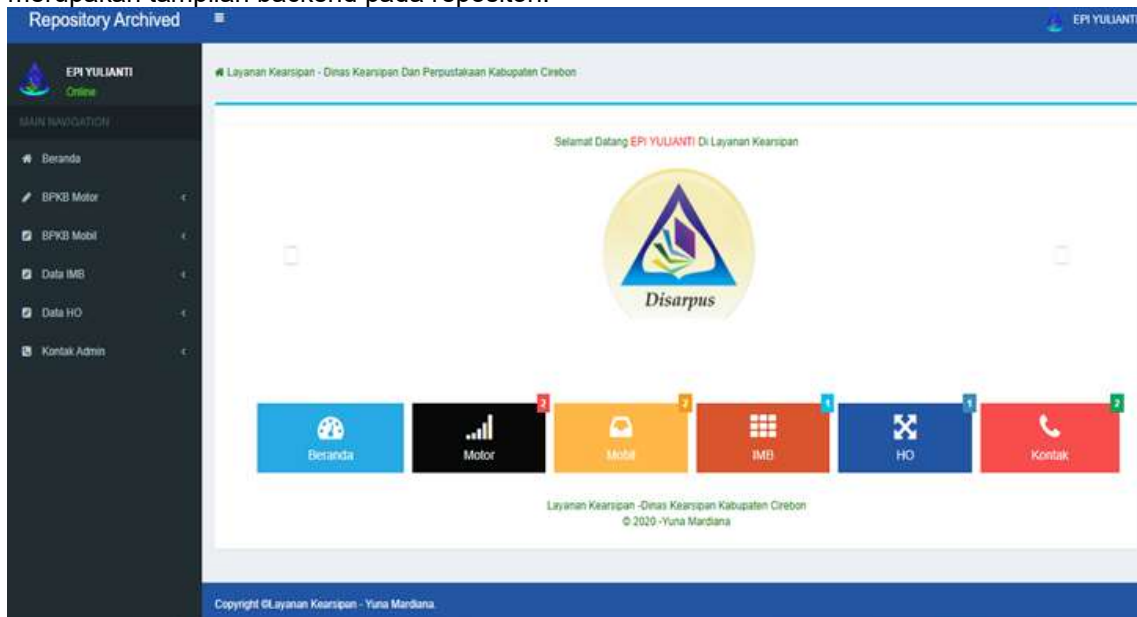 merupakan tampilan backend pada repositori.
Repository Archived
EPI YULIANTI
EPI YULIANTI
Online
MAIN NAVIGATION
Beranda
BPKB Motor
BPKB Mobil
Data IMB
Data HO
Kontak Admin
Layanan Kearsipan - Dinas Kearsipan Dan Perpustakaan Kabupaten Cirebon
Selamat Datang EPI YULIANTI Di Layanan Kearsipan
Disarpus
2
2
1
1
2
Beranda
Motor
Mobil
IMB
HO
Kontak
Layanan Kearsipan -Dinas Kearsipan Kabupaten Cirebon
© 2020 -Yuna Mardiana
Copyright ©Layanan Kearsipan - Yuna Mardiana.